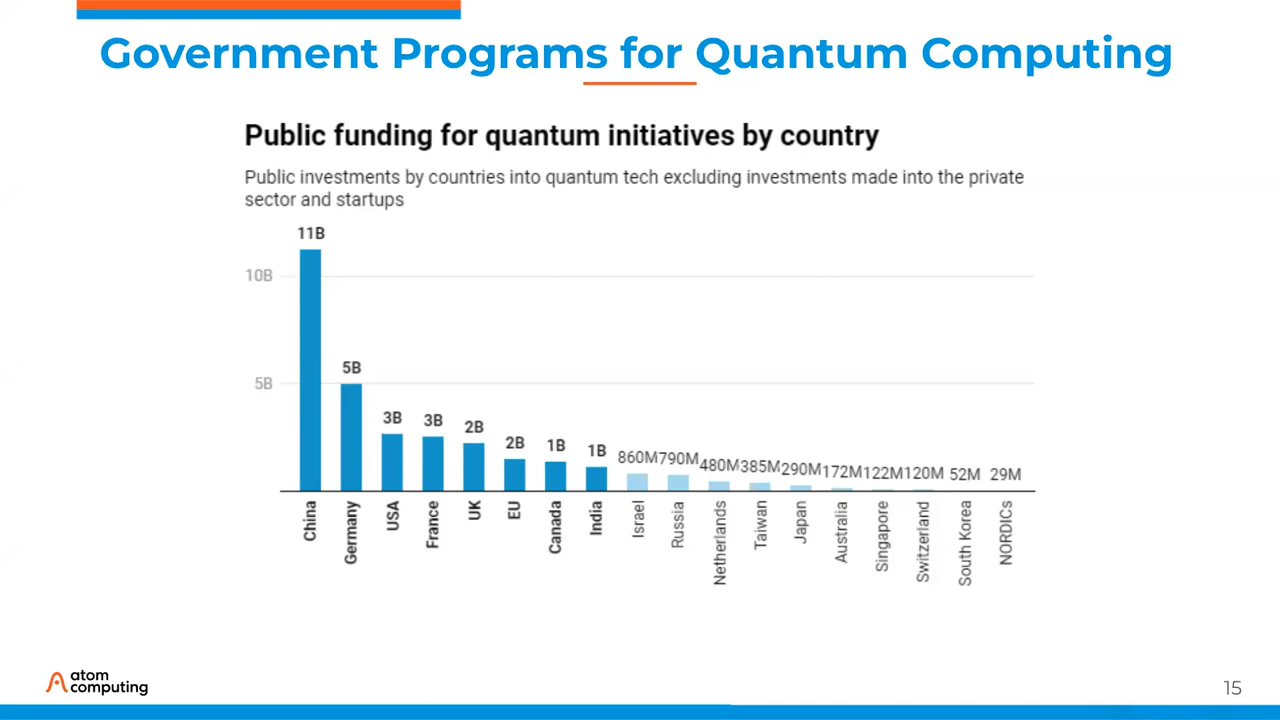 Government Programs for Quantum Computing
Public funding for quantum initiatives by country
Public investments by countries into quantum tech excluding investments made into the private
sector and startups
11B
10B
5B
5B
3B
3B
2B
2B
1B
1B
860M
790M
480M
385M
290M
172M
122M
120M
52M
29M
China
Germany
USA
France
UK
EU
Canada
India
Israel
Russia
Netherlands
Taiwan
Japan
Australia
Singapore
Switzerland
South Korea
NORDICs
atom
computing
15